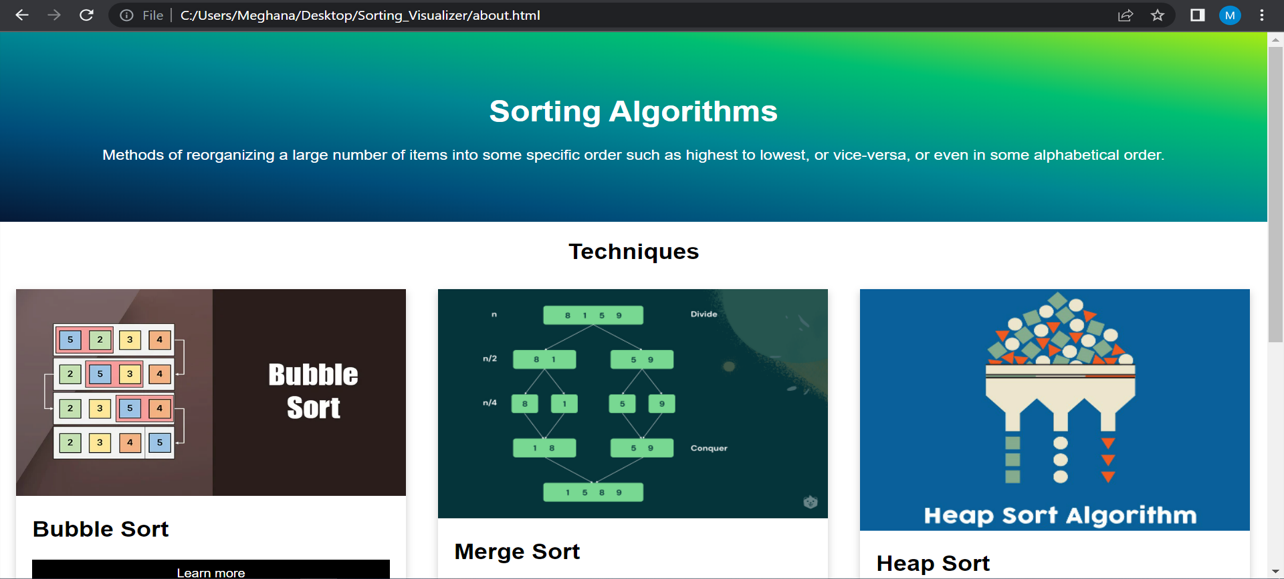 File
C:/Users/Meghana/Desktop/Sorting_Visualizer/about.html
M
Sorting Algorithms
Methods of reorganizing a large number of items into some specific order such as highest to lowest, or vice-versa, or even in some alphabetical order.
Techniques
5 2 3 4
2 5 3 4
2 3 5 4
2 3 4 5
Bubble
Sort
Bubble Sort
Learn more
n 8 1 5 9 Divide
n/2 8 1 5 9
n/4 8 1 5 9
1 8 5 9 Conquer
1 5 8 9
Merge Sort
Heap Sort Algorithm
Heap Sort